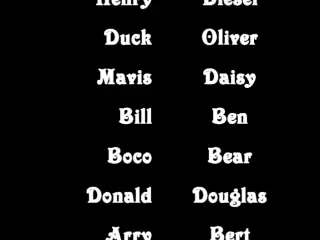 Henry Diesel
Duck Oliver
Mavis Daisy
Bill Ben
Boco Bear
Donald Douglas
Arry Bert